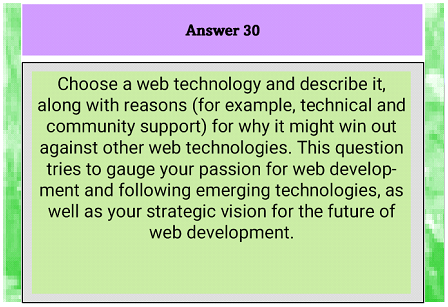 Answer 30
Choose a web technology and describe it,
along with reasons (for example, technical and
community support) for why it might win out
against other web technologies. This question
tries to gauge your passion for web develop-
ment and following emerging technologies, as
well as your strategic vision for the future of
web development.